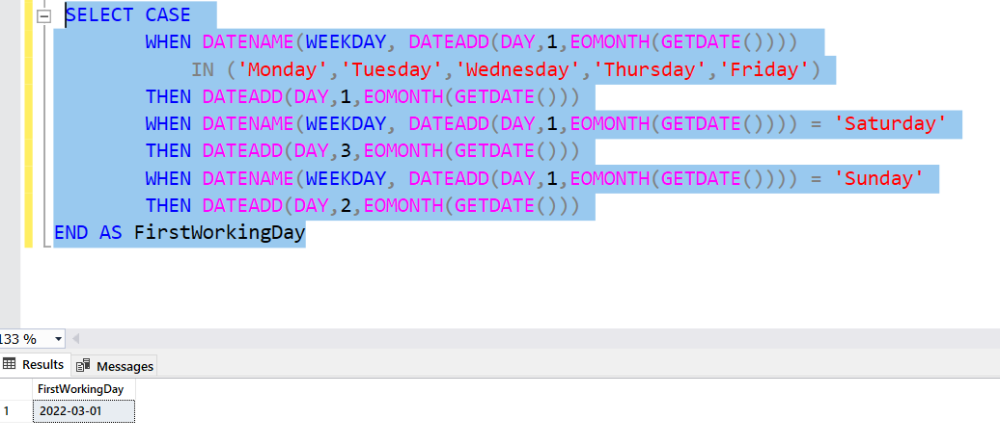 SELECT CASE
WHEN DATENAME(WEEKDAY, DATEADD(DAY,1,EOMONTH(GETDATE())))
IN ('Monday','Tuesday','Wednesday','Thursday','Friday')
THEN DATEADD(DAY,1,EOMONTH(GETDATE()))
WHEN DATENAME(WEEKDAY, DATEADD(DAY,1,EOMONTH(GETDATE()))) = 'Saturday'
THEN DATEADD(DAY,3,EOMONTH(GETDATE()))
WHEN DATENAME(WEEKDAY, DATEADD(DAY,1,EOMONTH(GETDATE()))) = 'Sunday'
THEN DATEADD(DAY,2,EOMONTH(GETDATE()))
END AS FirstWorkingDay
133 %
Results Messages
FirstWorkingDay
1 2022-03-01